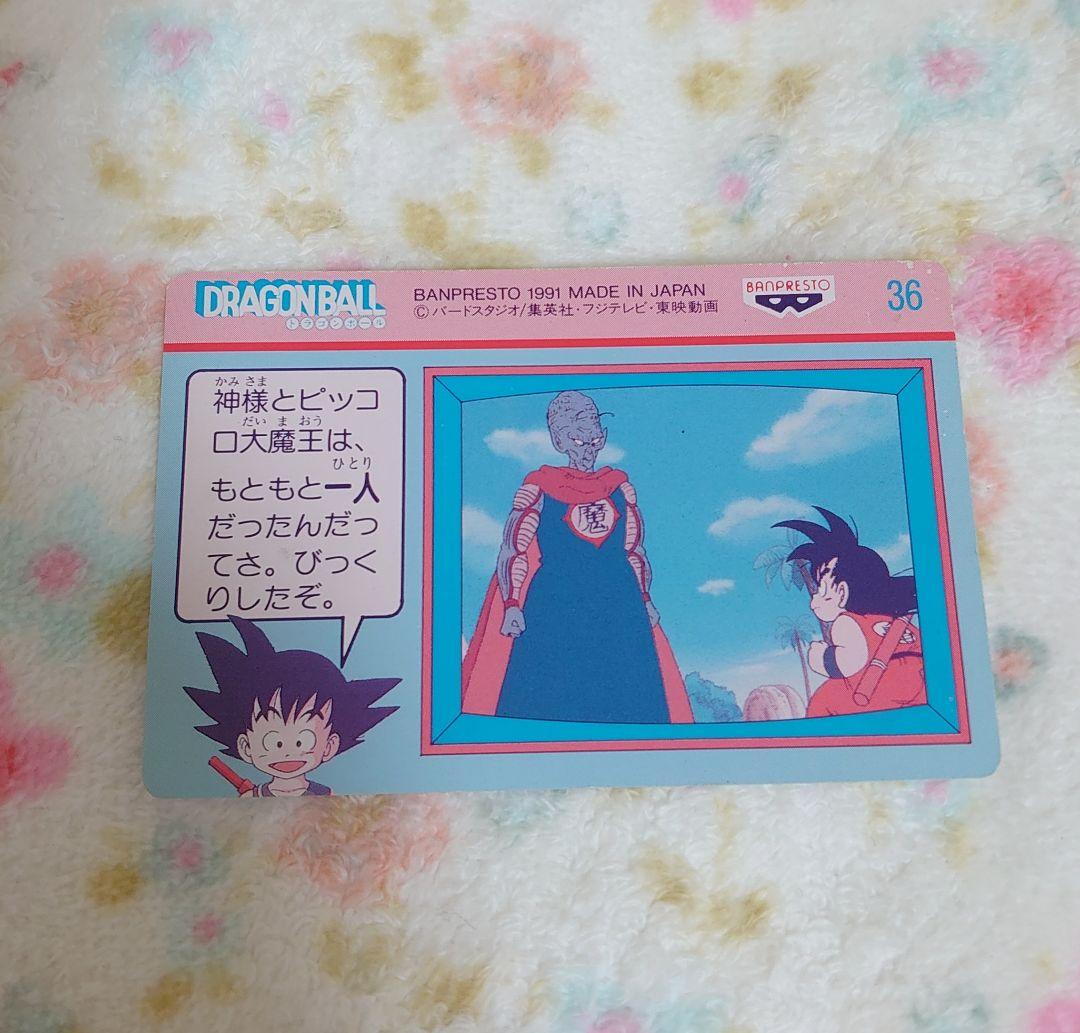 DRAGONBALL
ドラゴンボール
BANPRESTO 1991 MADE IN JAPAN
©バードスタジオ/集英社・フジテレビ・東映動画
BANPRESTO
36
かみ さま
神様とピッコ
だい ま おう
ロ大魔王は、
ひとり
もともと一人
だったんだっ
てさ。びっく
りしたぞ。
魔